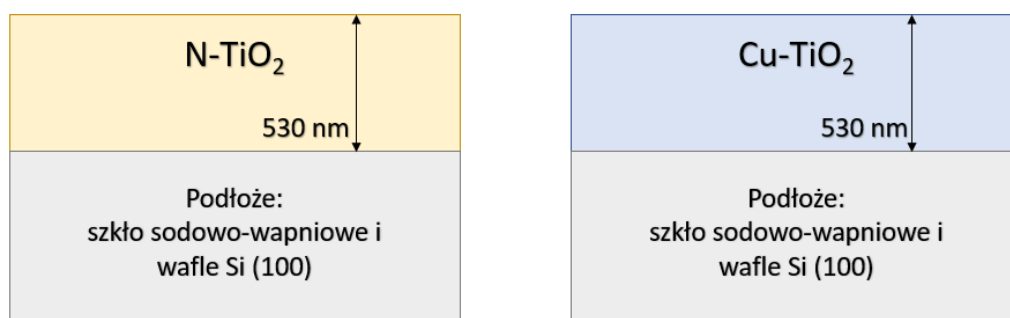 N-TiO₂
530 nm
Podłoże:
szkło sodowo-wapniowe i
wafle Si (100)
Cu-TiO₂
530 nm
Podłoże:
szkło sodowo-wapniowe i
wafle Si (100)